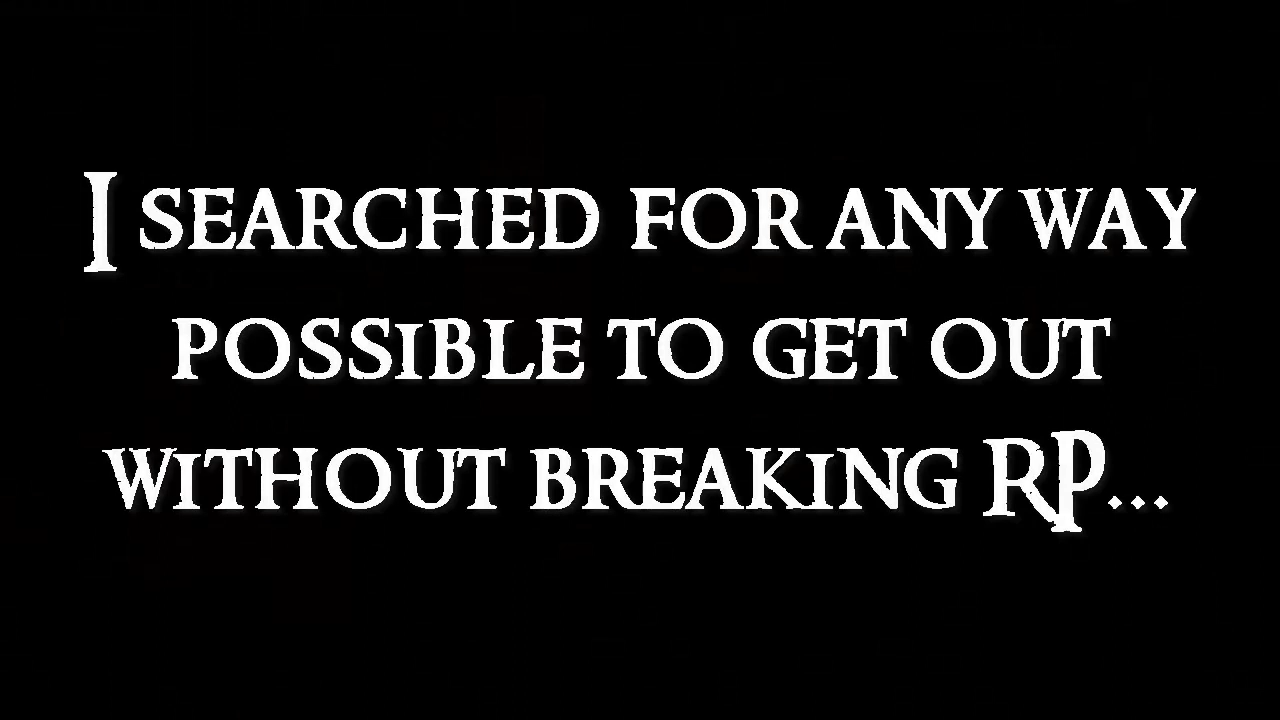 I SEARCHED FOR ANY WAY
POSSIBLE TO GET OUT
WITHOUT BREAKING RP...